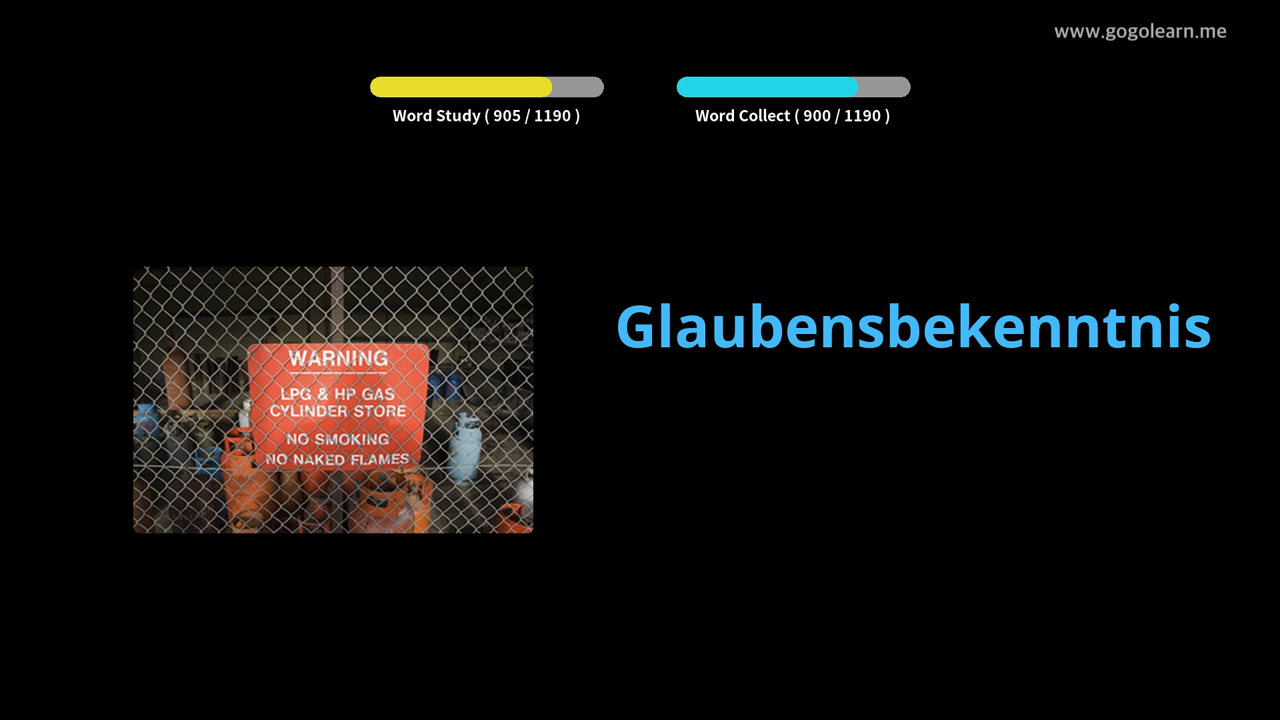 www.gogolearn.me
Word Study ( 905 / 1190 )
Word Collect ( 900 / 1190 )
Glaubensbekenntnis
WARNING
LPG & HP GAS
CYLINDER STORE
NO SMOKING
NO NAKED FLAMES